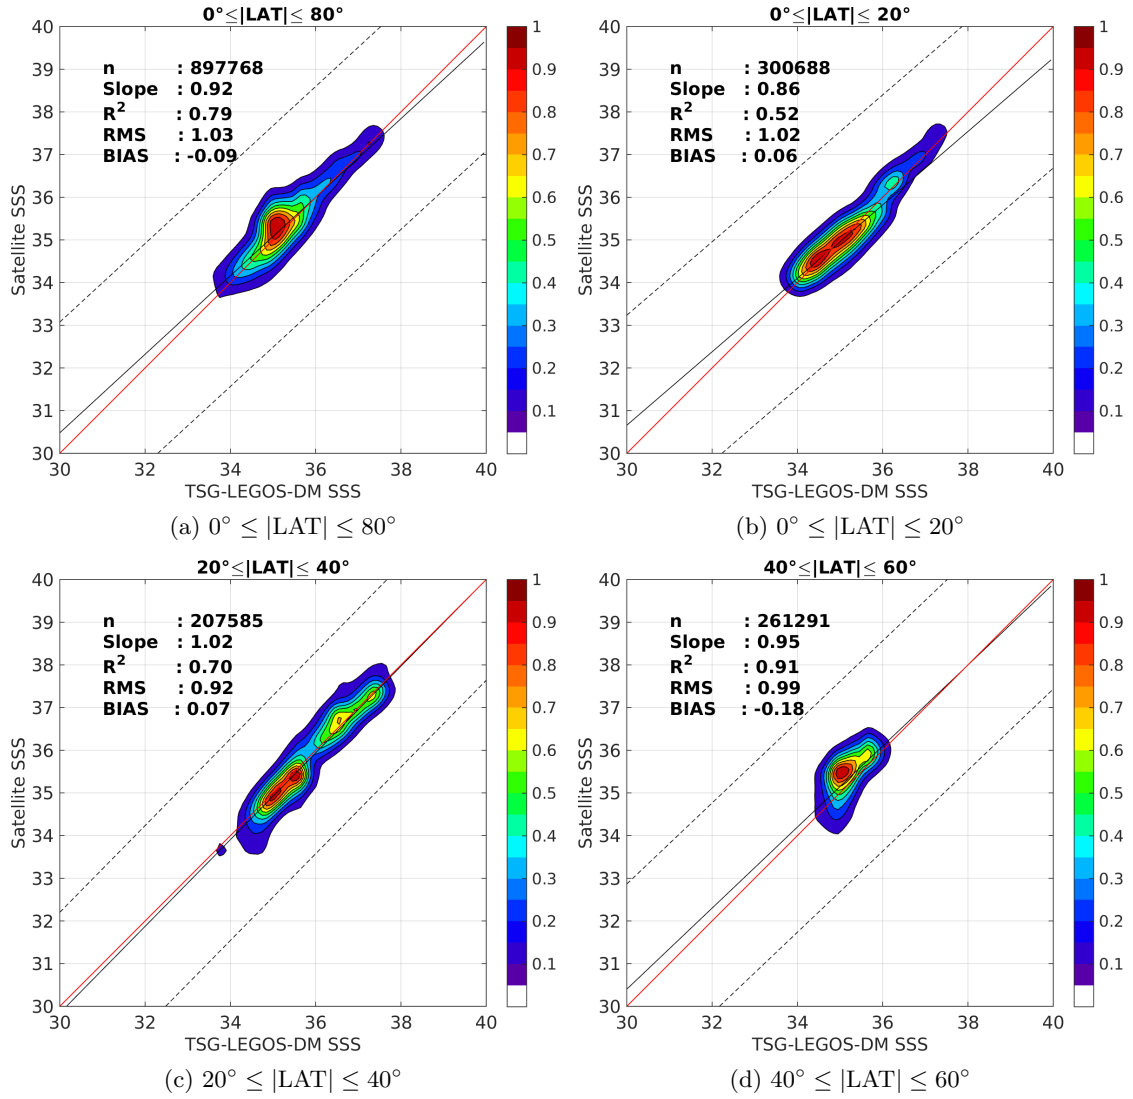 0°≤|LAT|≤ 80°
n : 897768
Slope : 0.92
R² : 0.79
RMS : 1.03
BIAS : -0.09
40
39
38
37
36
35
34
33
32
31
30
30 32 34 36 38 40
Satellite SSS
TSG-LEGOS-DM SSS
1
0.9
0.8
0.7
0.6
0.5
0.4
0.3
0.2
0.1
(a) 0° ≤ |LAT| ≤ 80°
0°≤|LAT|≤ 20°
n : 300688
Slope : 0.86
R² : 0.52
RMS : 1.02
BIAS : 0.06
40
39
38
37
36
35
34
33
32
31
30
30 32 34 36 38 40
Satellite SSS
TSG-LEGOS-DM SSS
1
0.9
0.8
0.7
0.6
0.5
0.4
0.3
0.2
0.1
(b) 0° ≤ |LAT| ≤ 20°
20°≤|LAT|≤ 40°
n : 207585
Slope : 1.02
R² : 0.70
RMS : 0.92
BIAS : 0.07
40
39
38
37
36
35
34
33
32
31
30
30 32 34 36 38 40
Satellite SSS
TSG-LEGOS-DM SSS
1
0.9
0.8
0.7
0.6
0.5
0.4
0.3
0.2
0.1
(c) 20° ≤ |LAT| ≤ 40°
40°≤|LAT|≤ 60°
n : 261291
Slope : 0.95
R² : 0.91
RMS : 0.99
BIAS : -0.18
40
39
38
37
36
35
34
33
32
31
30
30 32 34 36 38 40
Satellite SSS
TSG-LEGOS-DM SSS
1
0.9
0.8
0.7
0.6
0.5
0.4
0.3
0.2
0.1
(d) 40° ≤ |LAT| ≤ 60°